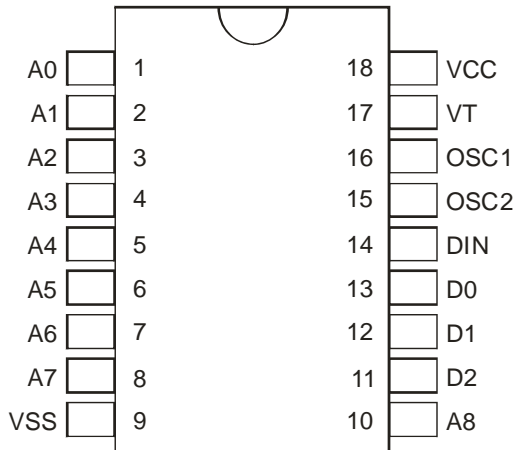 A0 1 18 VCC
A1 2 17 VT
A2 3 16 OSC1
A3 4 15 OSC2
A4 5 14 DIN
A5 6 13 D0
A6 7 12 D1
A7 8 11 D2
VSS 9 10 A8